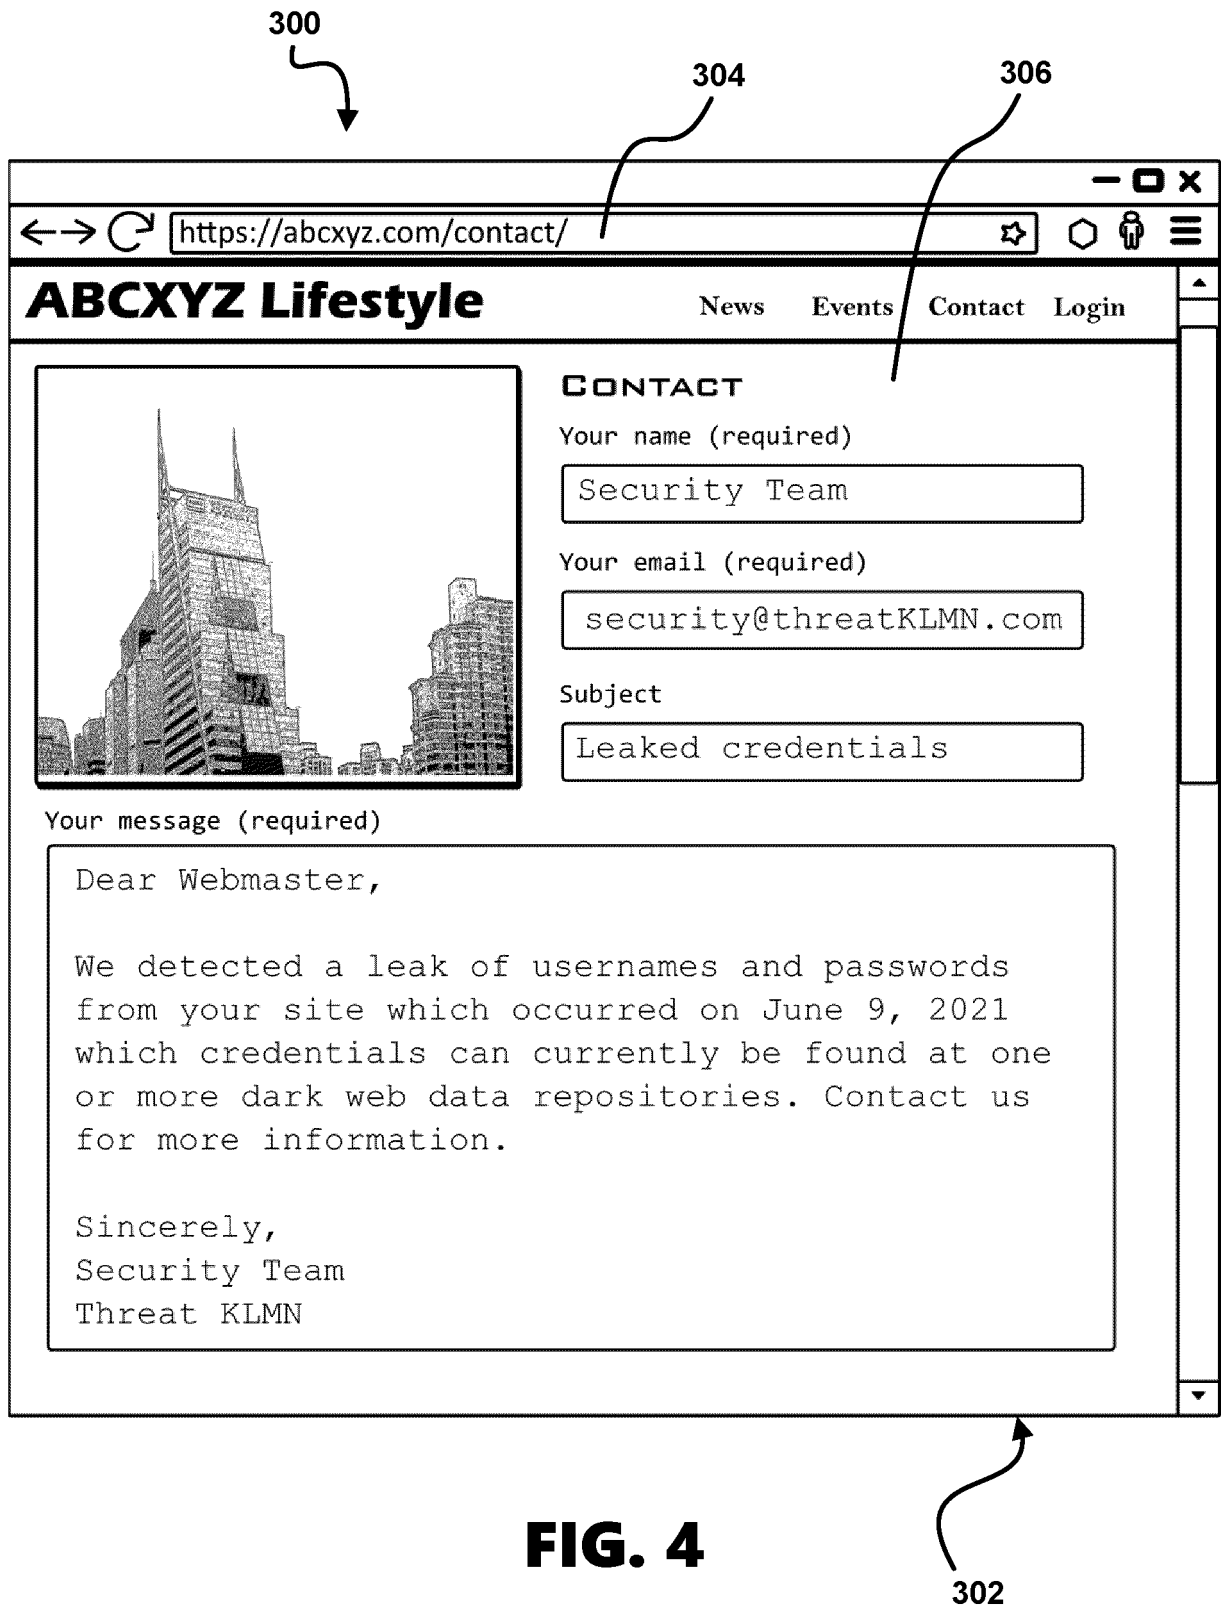 300
304
306
https://abcxyz.com/contact/
ABCXYZ Lifestyle
News Events Contact Login
CONTACT
Your name (required)
Security Team
Your email (required)
security@threatKLMN.com
Subject
Leaked credentials
Your message (required)
Dear Webmaster,
We detected a leak of usernames and passwords
from your site which occurred on June 9, 2021
which credentials can currently be found at one
or more dark web data repositories. Contact us
for more information.
Sincerely,
Security Team
Threat KLMN
FIG. 4
302